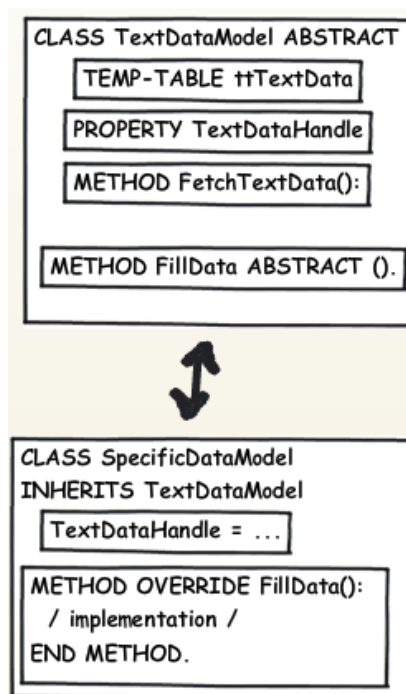 CLASS TextDataModel ABSTRACT
TEMP-TABLE ttTextData
PROPERTY TextDataHandle
METHOD FetchTextData():
METHOD FillData ABSTRACT ().
CLASS SpecificDataModel
INHERITS TextDataModel
TextDataHandle = ...
METHOD OVERRIDE FillData():
/ implementation /
END METHOD.